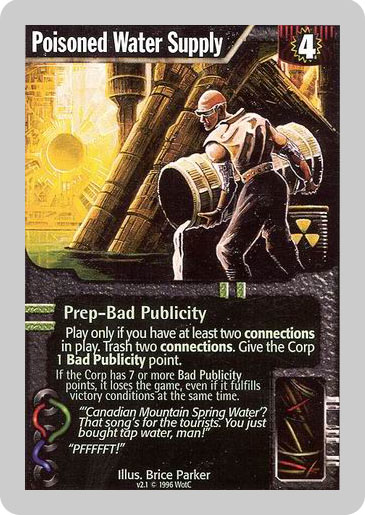 Poisoned Water Supply
4
Prep-Bad Publicity
Play only if you have at least two connections
in play. Trash two connections. Give the Corp
1 Bad Publicity point.
If the Corp has 7 or more Bad Publicity
points, it loses the game, even if it fulfills
victory conditions at the same time.
"'Canadian Mountain Spring Water'?
That song's for the tourists. You just
bought tap water, man!"
"PFFFFFT!"
Illus. Brice Parker
v2.1 © 1996 WotC